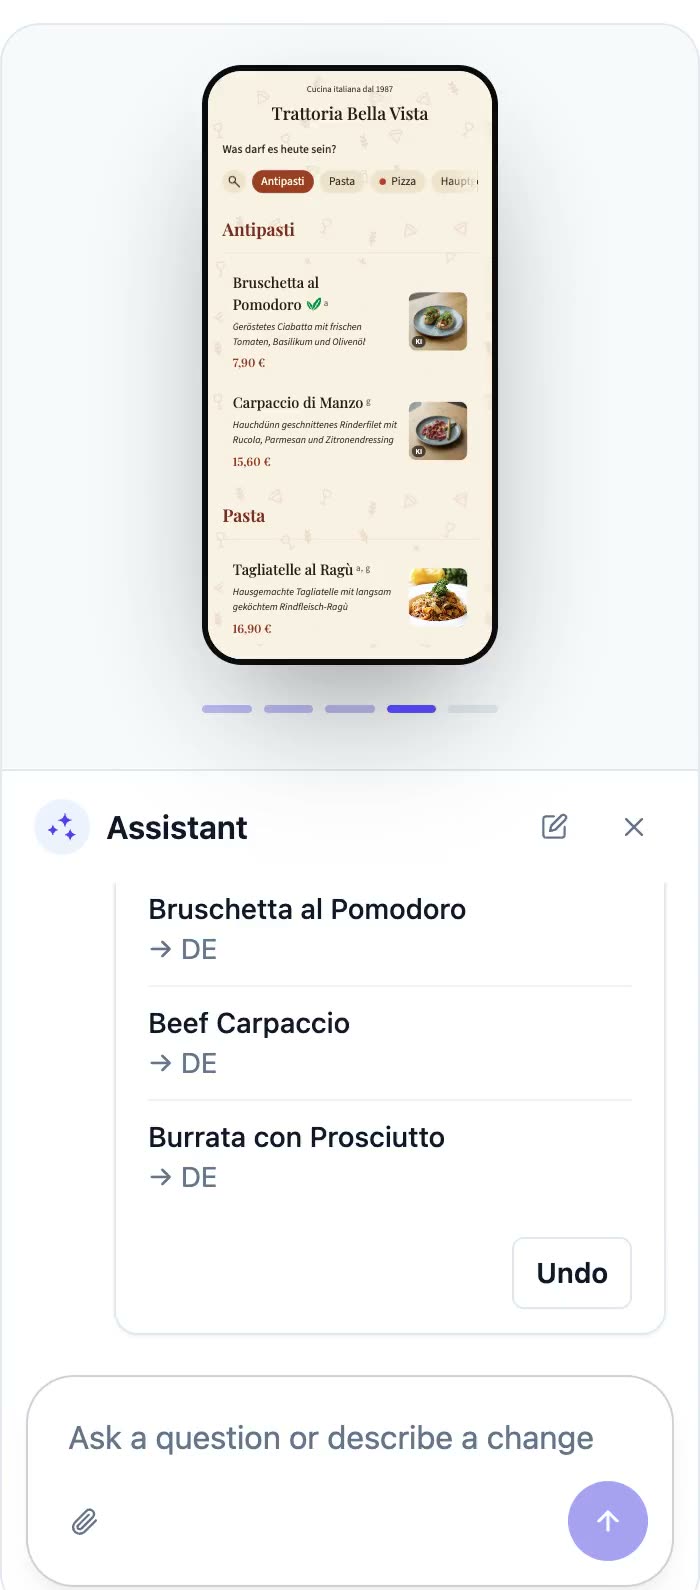 Cucina italiana dal 1987
Trattoria Bella Vista
Was darf es heute sein?
Antipasti
Pasta
Pizza
Haupts
Antipasti
Bruschetta al
Pomodoro a
Geröstetes Ciabatta mit frischen
Tomaten, Basilikum und Olivenöl
7,90 €
KI
Carpaccio di Manzo g
Hauchdünn geschnittenes Rinderfilet mit
Rucola, Parmesan und Zitronendressing
15,60 €
KI
Pasta
Tagliatelle al Ragù a, g
Hausgemachte Tagliatelle mit langsam
geköchtem Rindfleisch-Ragù
16,90 €
Assistant
Bruschetta al Pomodoro
→ DE
Beef Carpaccio
→ DE
Burrata con Prosciutto
→ DE
Undo
Ask a question or describe a change